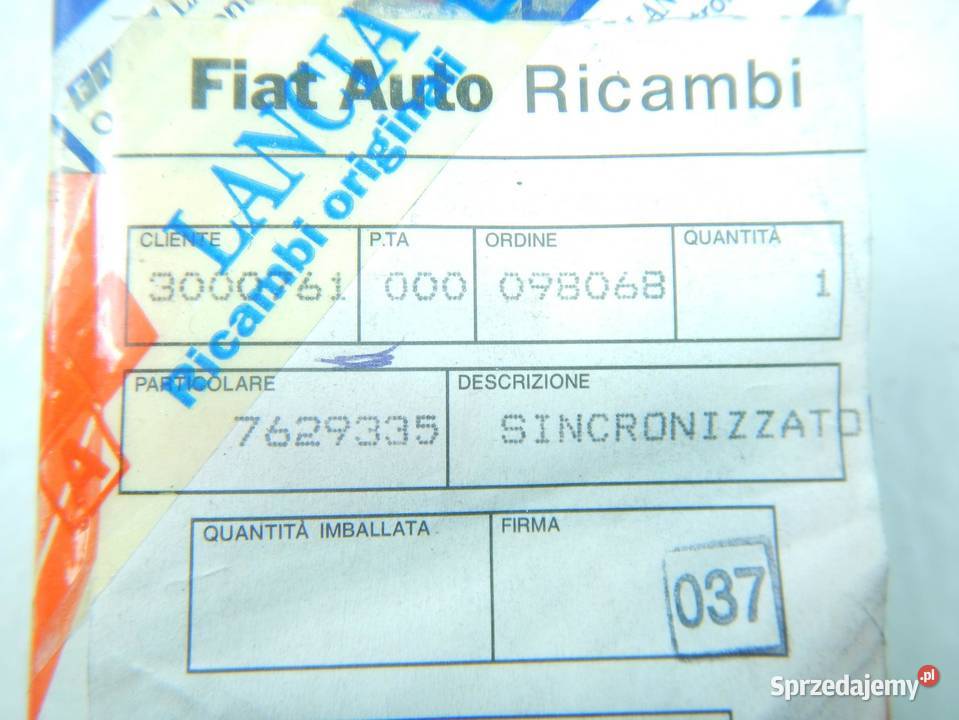 Fiat Auto Ricambi
LANCIA
Ricambi originali
CLIENTE P.TA ORDINE QUANTITÀ
000 098068 1
PARTICOLARE DESCRIZIONE
7629335 SINCRONIZZATO
QUANTITÀ IMBALLATA FIRMA
037
Sprzedajemy.pl